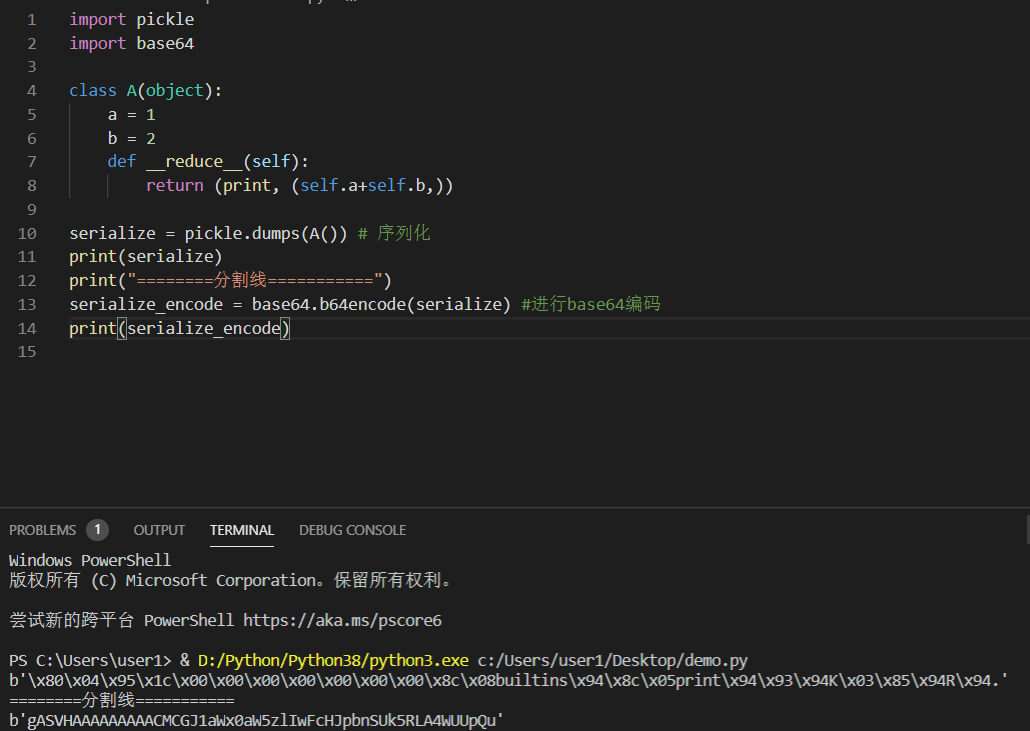 1 import pickle
2 import base64
3
4 class A(object):
5     a = 1
6     b = 2
7     def __reduce__(self):
8         return (print, (self.a+self.b,))
9
10 serialize = pickle.dumps(A()) # 序列化
11 print(serialize)
12 print("========分割线===========")
13 serialize_encode = base64.b64encode(serialize) #进行base64编码
14 print(serialize_encode)
15
PROBLEMS 1 OUTPUT TERMINAL DEBUG CONSOLE
Windows PowerShell
版权所有 (C) Microsoft Corporation。保留所有权利。
尝试新的跨平台 PowerShell https://aka.ms/pscore6
PS C:\Users\user1> & D:/Python/Python38/python3.exe c:/Users/user1/Desktop/demo.py
b'\x80\x04\x95\x1c\x00\x00\x00\x00\x00\x00\x00\x8c\x08builtins\x94\x8c\x05print\x94\x93\x94K\x03\x85\x94R\x94.'
========分割线===========
b'gASVHAAAAAAAAACMCGJ1aWx0aW5zlIwFcHJpbnSUk5RLA4WUUpQu'